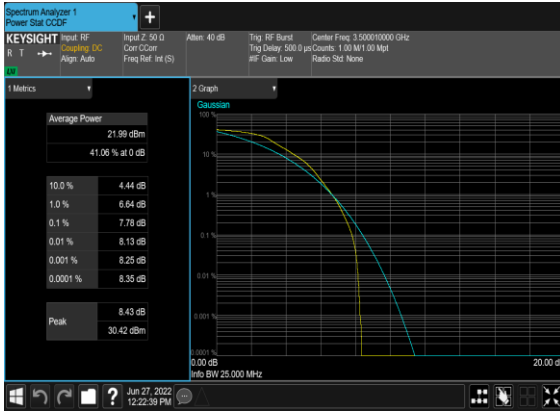 Spectrum Analyzer 1
Power Stat CCDF
+
KEYSIGHT
R T
LV
Input: RF
Coupling: DC
Align: Auto
Input Z: 50 Ω
Corr CCorr
Freq Ref: Int (S)
Atten: 40 dB
Trig: RF Burst
Trig Delay: 500.0 µs
#IF Gain: Low
Center Freq: 3.500010000 GHz
Counts: 1.00 M/1.00 Mpt
Radio Std: None
1 Metrics
Average Power
21.99 dBm
41.06 % at 0 dB
10.0 % 4.44 dB
1.0 % 6.64 dB
0.1 % 7.78 dB
0.01 % 8.13 dB
0.001 % 8.25 dB
0.0001 % 8.35 dB
Peak
8.43 dB
30.42 dBm
2 Graph
Gaussian
100 %
10 %
1 %
0.1 %
0.01 %
0.001 %
0.0001 %
0.00 dB
20.00 d
Info BW 25.000 MHz
?
Jun 27, 2022
12:22:39 PM